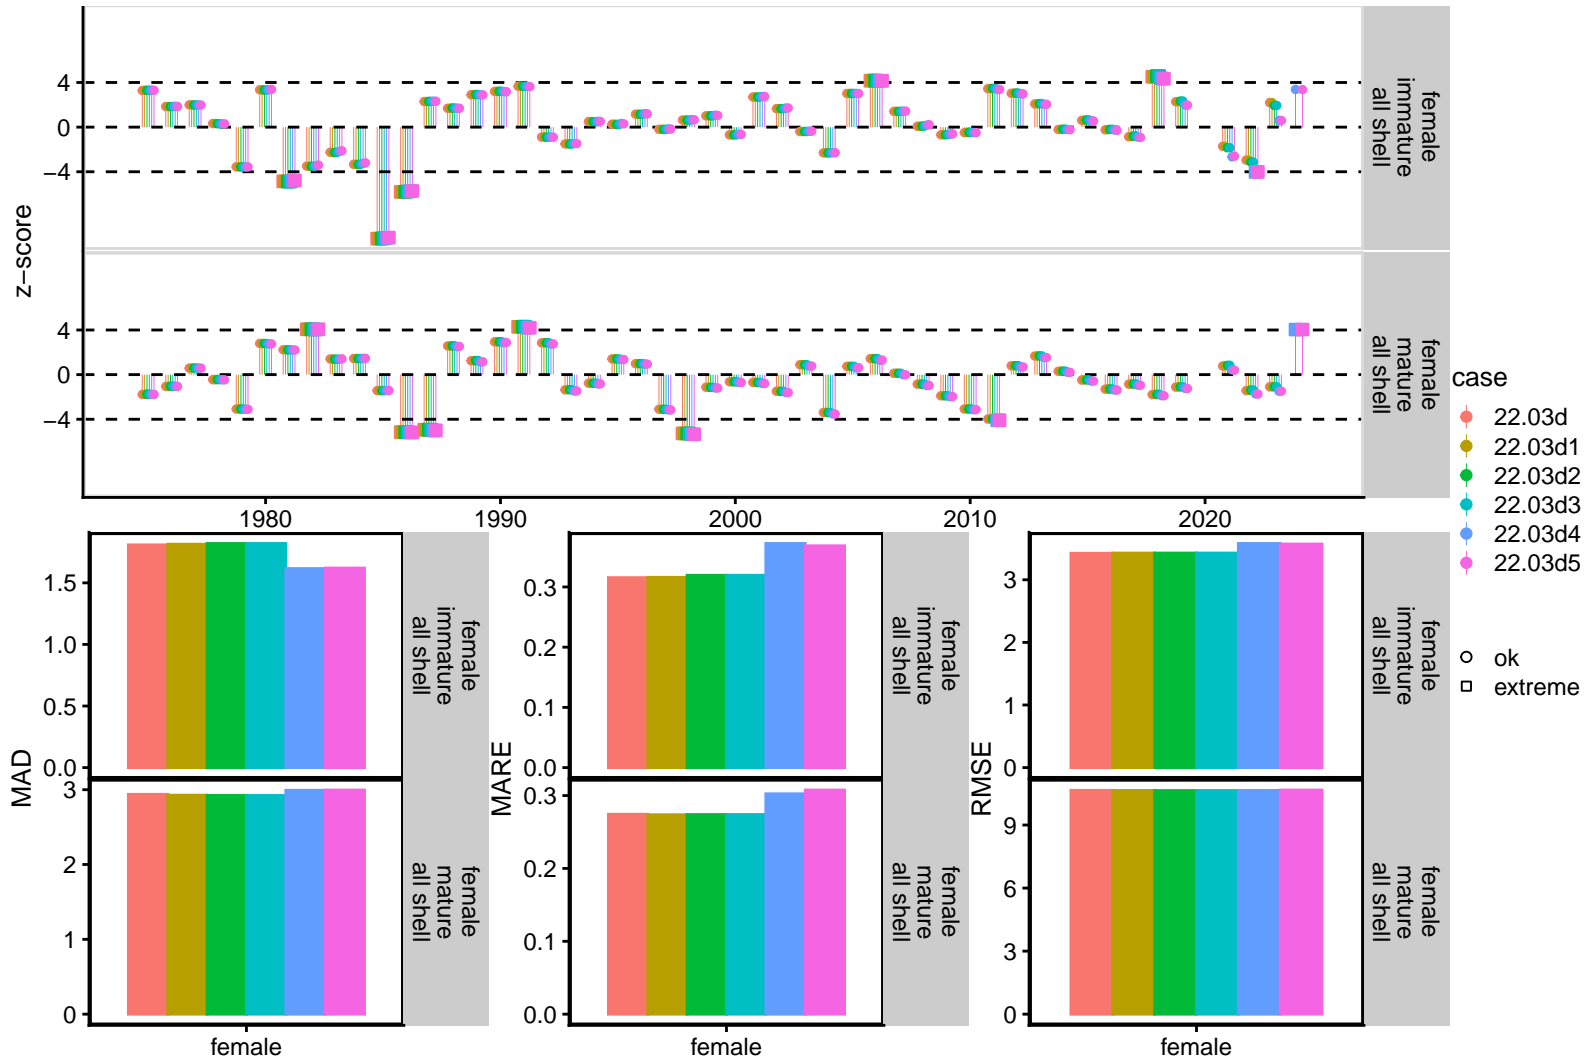 z−score
4
0
−4
female
immature
all shell
4
0
−4
female
mature
all shell
1980
1990
2000
2010
2020
case
22.03d
22.03d1
22.03d2
22.03d3
22.03d4
22.03d5
ok
extreme
MAD
1.5
1.0
0.5
0.0
female
immature
all shell
3
2
1
0
female
mature
all shell
female
MARE
0.3
0.2
0.1
0.0
female
immature
all shell
0.3
0.2
0.1
0.0
female
mature
all shell
female
RMSE
3
2
1
0
female
immature
all shell
9
6
3
0
female
mature
all shell
female